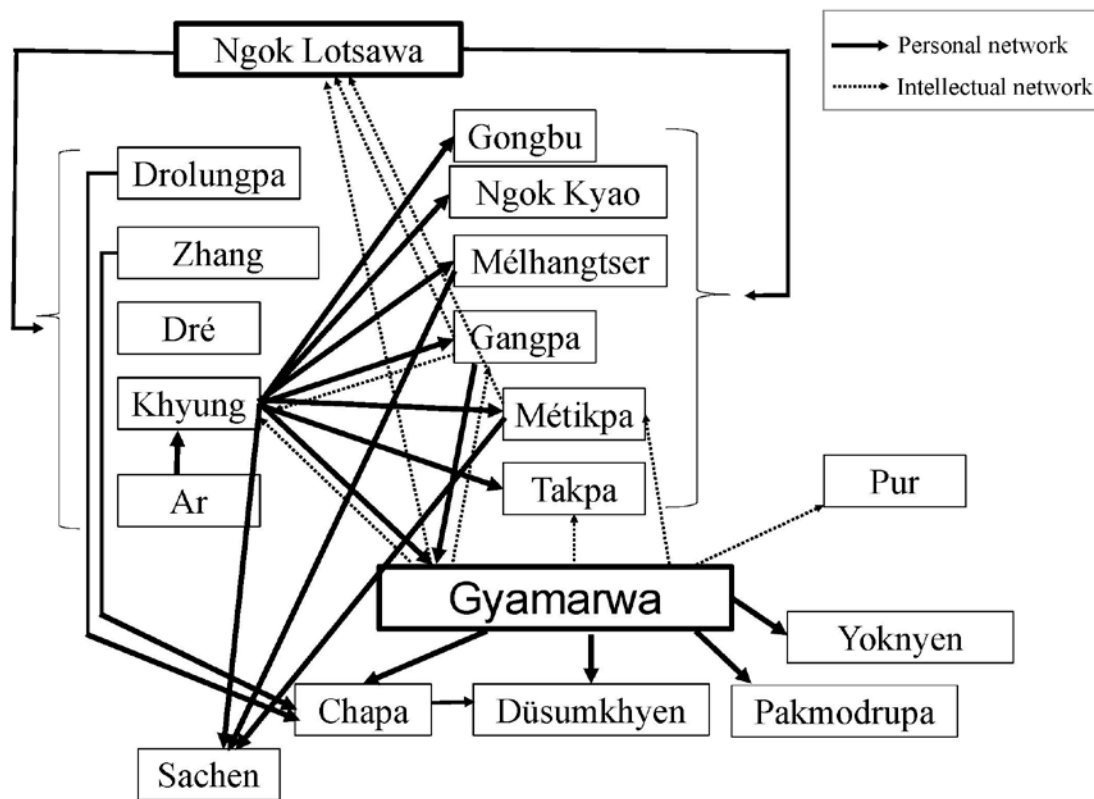 Ngok Lotsawa
Personal network
Intellectual network
Gongbu
Drolungpa
Ngok Kyao
Zhang
Mélhangtser
Dré
Gangpa
Khyung
Métikpa
Ar
Takpa
Pur
Gyamarwa
Yoknyen
Chapa
Düsumkhyen
Pakmodrupa
Sachen